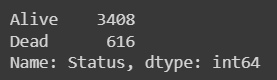 Alive    3408
Dead      616
Name: Status, dtype: int64